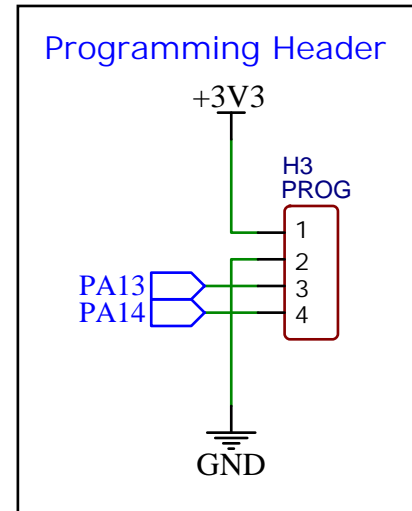 Programming Header
+3V3
H3
PROG
1
2
PA13
3
PA14
4
GND